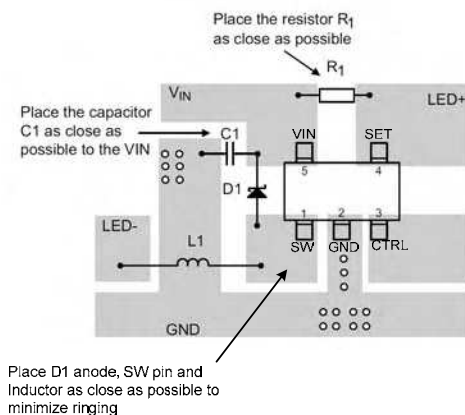 Place the resistor R1
as close as possible
R1
VIN
LED+
Place the capacitor
C1 as close as
possible to the VIN
C1
VIN
SET
5
4
D1
LED-
L1
1
2
3
SW
GND
CTRL
GND
Place D1 anode, SW pin and
Inductor as close as possible to
minimize ringing